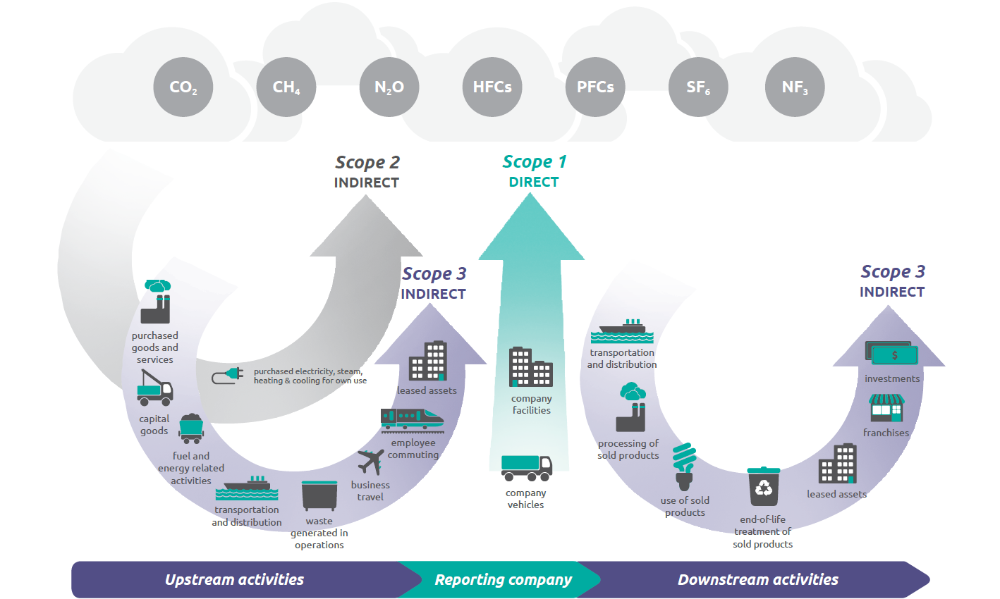 CO₂
CH₄
N₂O
HFCs
PFCs
SF₆
NF₃
Scope 2
INDIRECT
Scope 1
DIRECT
Scope 3
INDIRECT
Scope 3
INDIRECT
purchased
goods and
services
capital
goods
fuel and
energy related
activities
transportation
and distribution
waste
generated in
operations
business
travel
employee
commuting
leased assets
purchased electricity, steam,
heating & cooling for own use
company
facilities
company
vehicles
transportation
and distribution
processing of
sold products
use of sold
products
end-of-life
treatment of
sold products
leased assets
franchises
$
investments
Upstream activities
Reporting company
Downstream activities